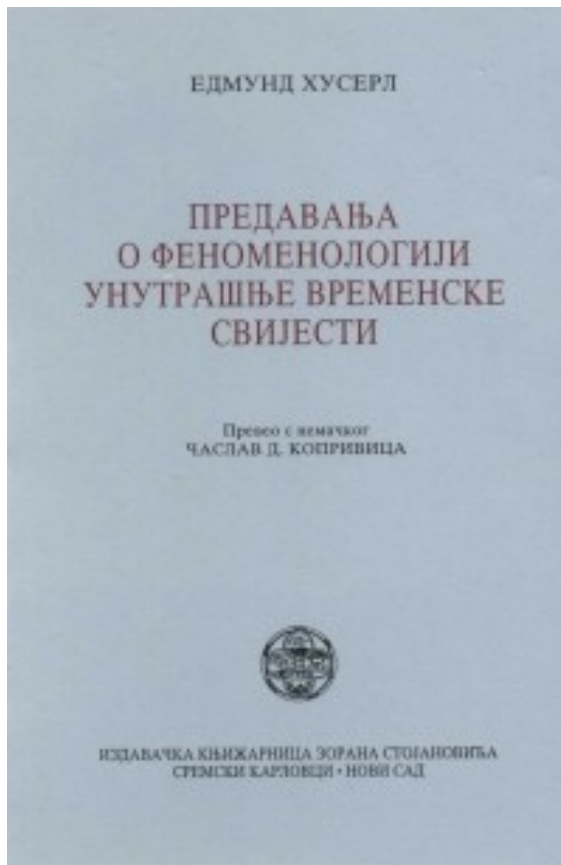 ЕДМУНД ХУСЕРЛ
ПРЕДАВАЊА
О ФЕНОМЕНОЛОГИЈИ
УНУТРАШЊЕ ВРЕМЕНСКЕ
СВИЈЕСТИ
Превео с немачког
ЧАСЛАВ Д. КОПРИВИЦА
ИЗДАВАЧКА КЊИЖАРНИЦА ЗОРАНА СТОЈАНОВИЋА
СРЕМСКИ КАРЛОВЦИ • НОВИ САД